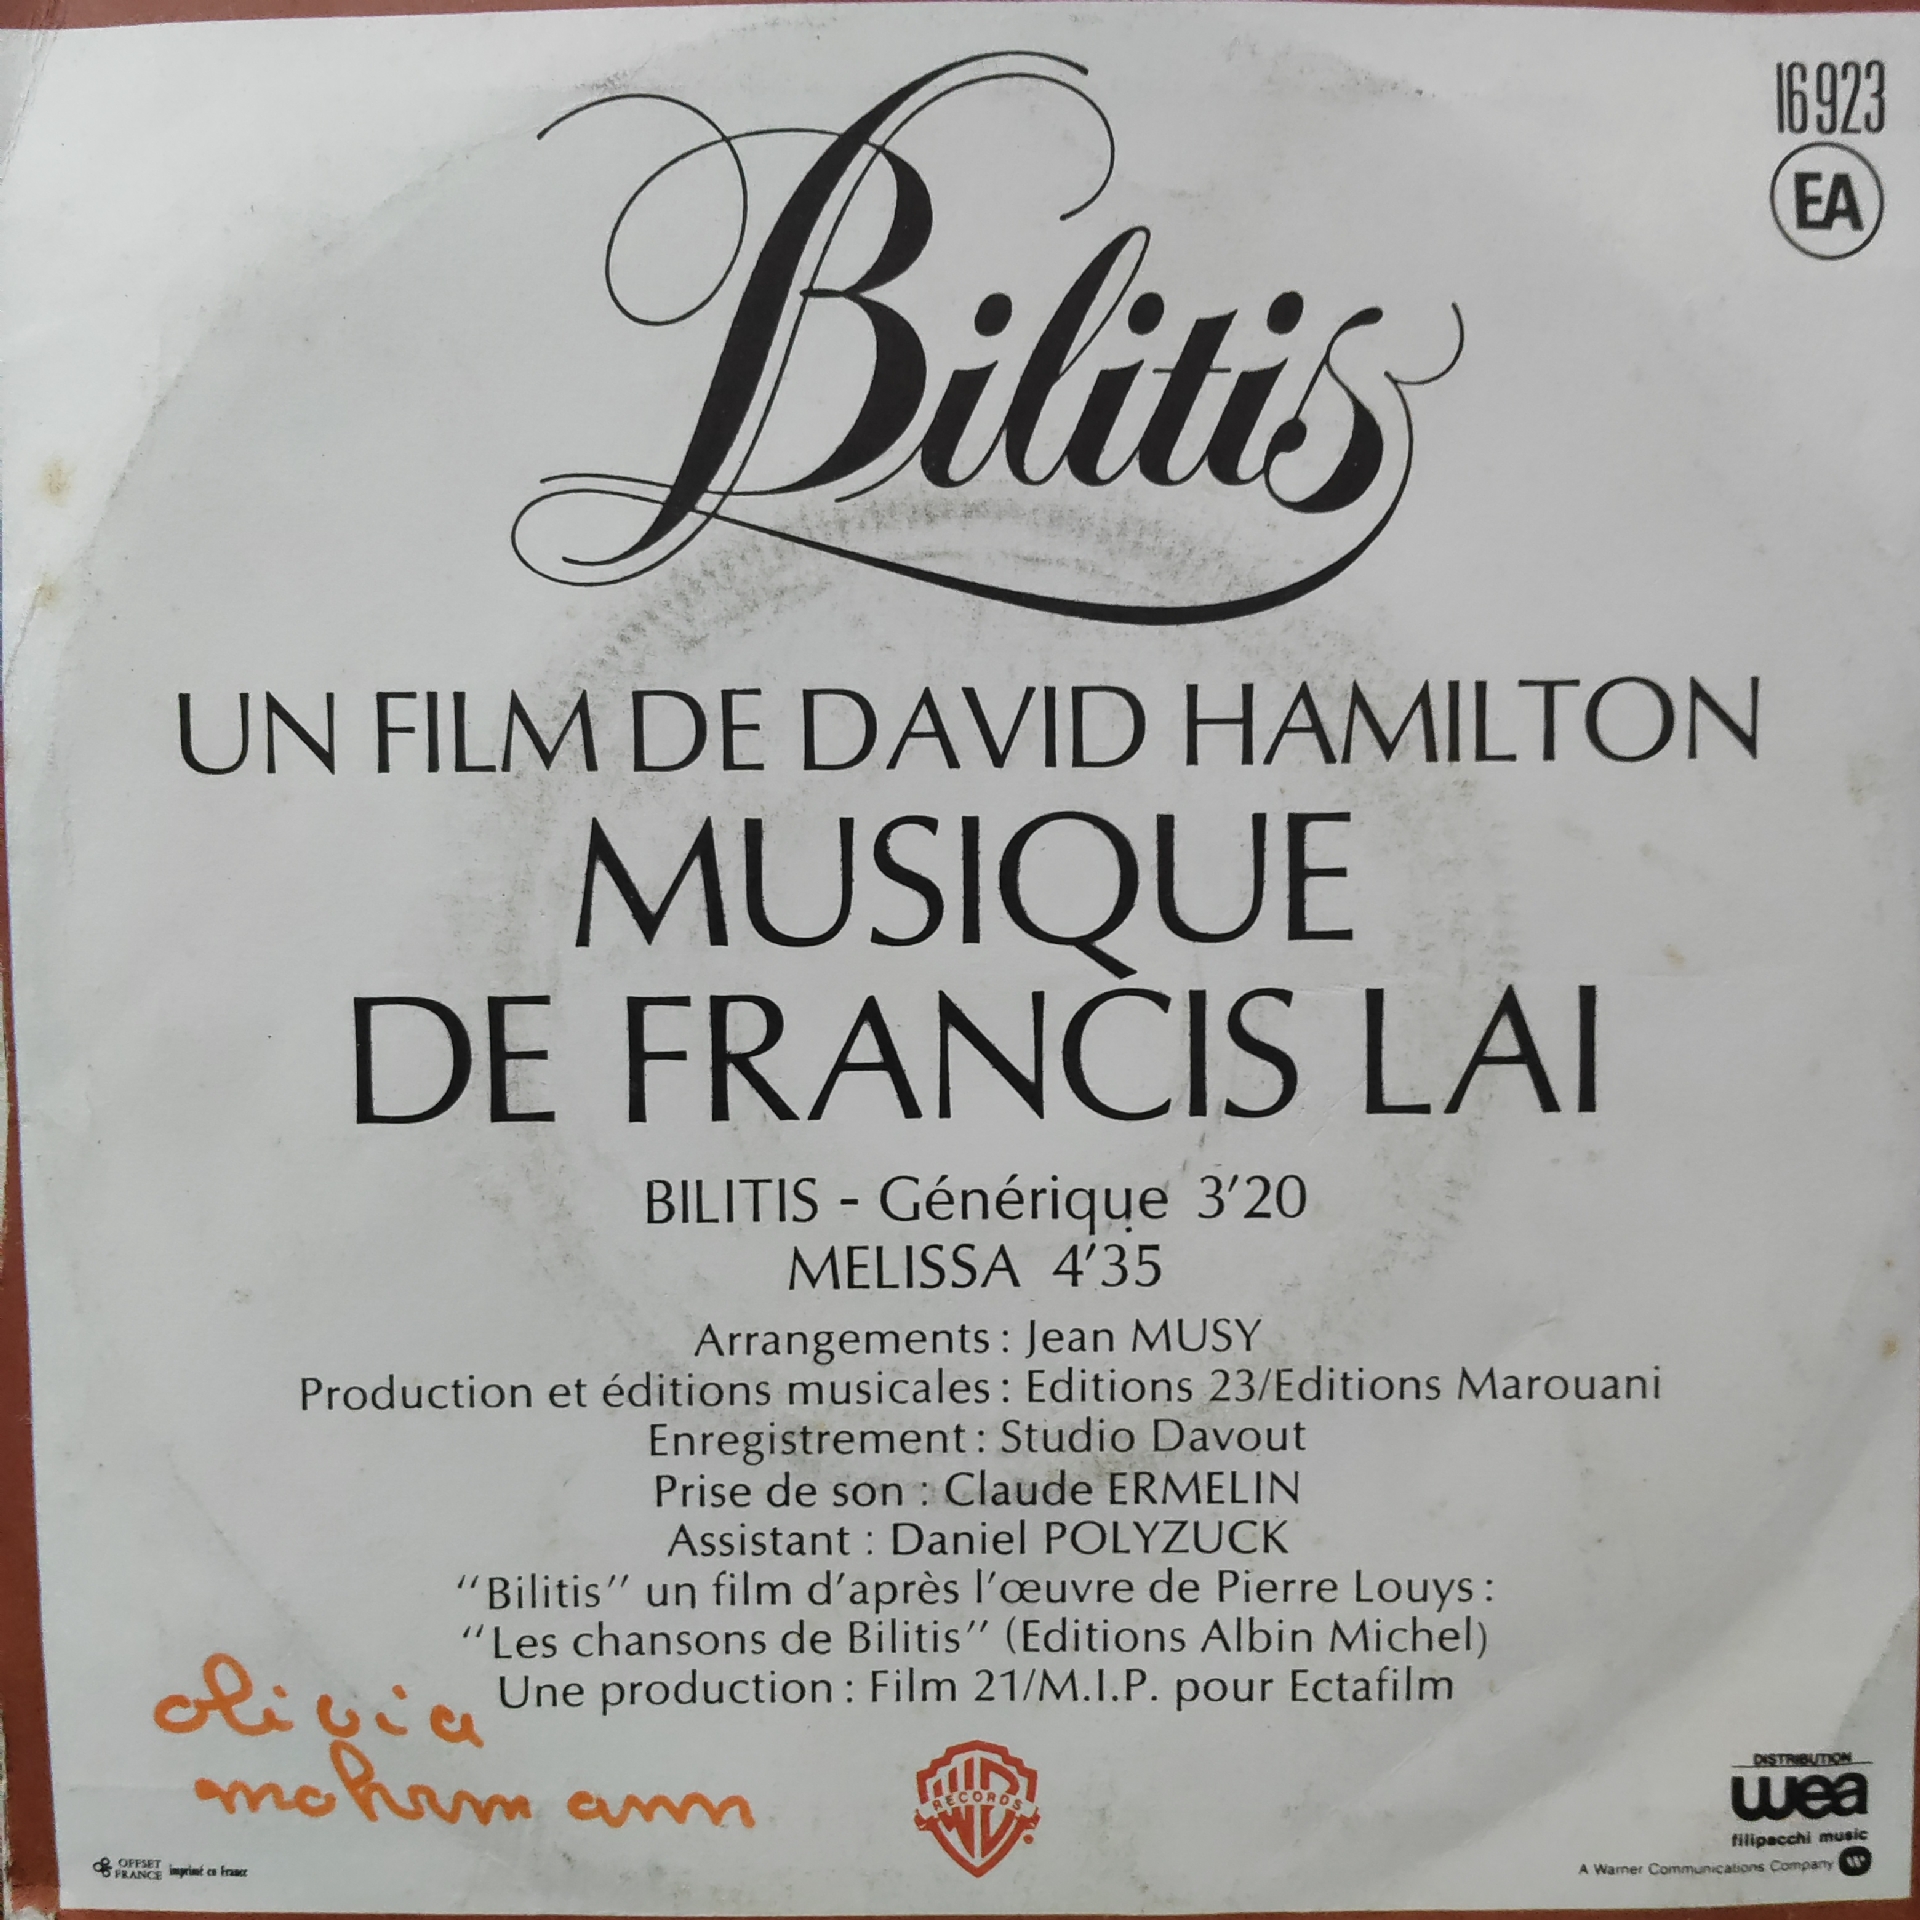 16923
EA
Bilitis
UN FILM DE DAVID HAMILTON
MUSIQUE
DE FRANCIS LAI
BILITIS - Générique 3'20
MELISSA 4'35
Arrangements : Jean MUSY
Production et éditions musicales : Editions 23/Editions Marouani
Enregistrement : Studio Davout
Prise de son : Claude ERMELIN
Assistant : Daniel POLYZUCK
"Bilitis" un film d'après l'œuvre de Pierre Louys :
"Les chansons de Bilitis" (Editions Albin Michel)
Une production : Film 21/M.I.P. pour Ectafilm
olivia
mohrmann
WB
RECORDS
DISTRIBUTION
wea
filipacchi music
A Warner Communications Company
OFFSET
FRANCE imprimé en France